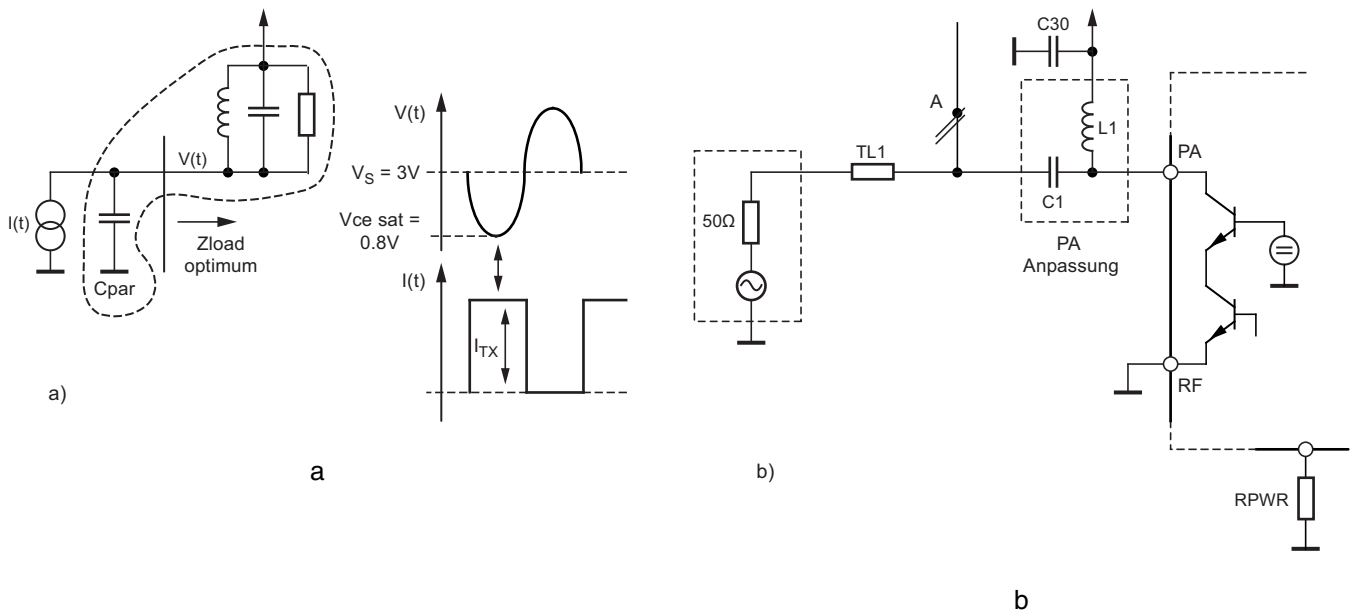 V(t)
I(t)
Cpar
Zload
optimum
V(t)
V_S = 3V
Vce sat =
0.8V
I(t)
I_TX
a)
a
C30
A
L1
PA
TL1
C1
50Ω
PA
Anpassung
RF
b)
RPWR
b